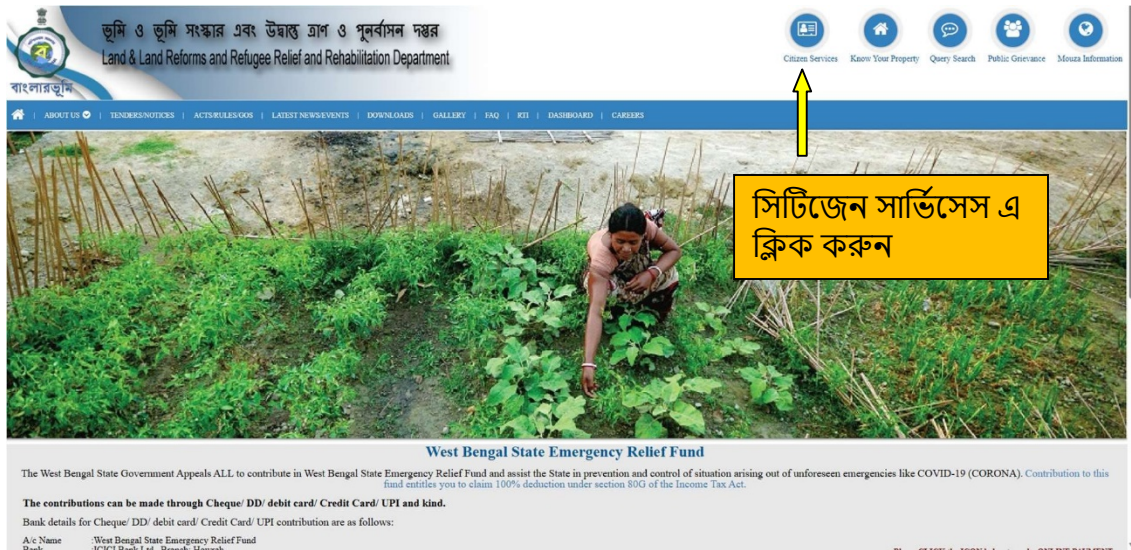 ভূমি ও ভূমি সংস্কার এবং উদ্বাস্তু ত্রাণ ও পুনর্বাসন দপ্তর
Land & Land Reforms and Refugee Relief and Rehabilitation Department
বাংলারভূমি
Citizen Services Know Your Property Query Search Public Grievance Mouza Information
ABOUT US | TENDERS/NOTICES | ACTS/RULES/GOS | LATEST NEWS/EVENTS | DOWNLOADS | GALLERY | FAQ | RTI | DASHBOARD | CAREERS
সিটিজেন সার্ভিসেস এ
ক্লিক করুন
West Bengal State Emergency Relief Fund
The West Bengal State Government Appeals ALL to contribute in West Bengal State Emergency Relief Fund and assist the State in prevention and control of situation arising out of unforeseen emergencies like COVID-19 (CORONA). Contribution to this
fund entitles you to claim 100% deduction under section 80G of the Income Tax Act.
The contributions can be made through Cheque/ DD/ debit card/ Credit Card/ UPI and kind.
Bank details for Cheque/ DD/ debit card/ Credit Card/ UPI contribution are as follows:
A/c Name :West Bengal State Emergency Relief Fund
Bank :ICICI Bank Ltd, Branch: Howrah